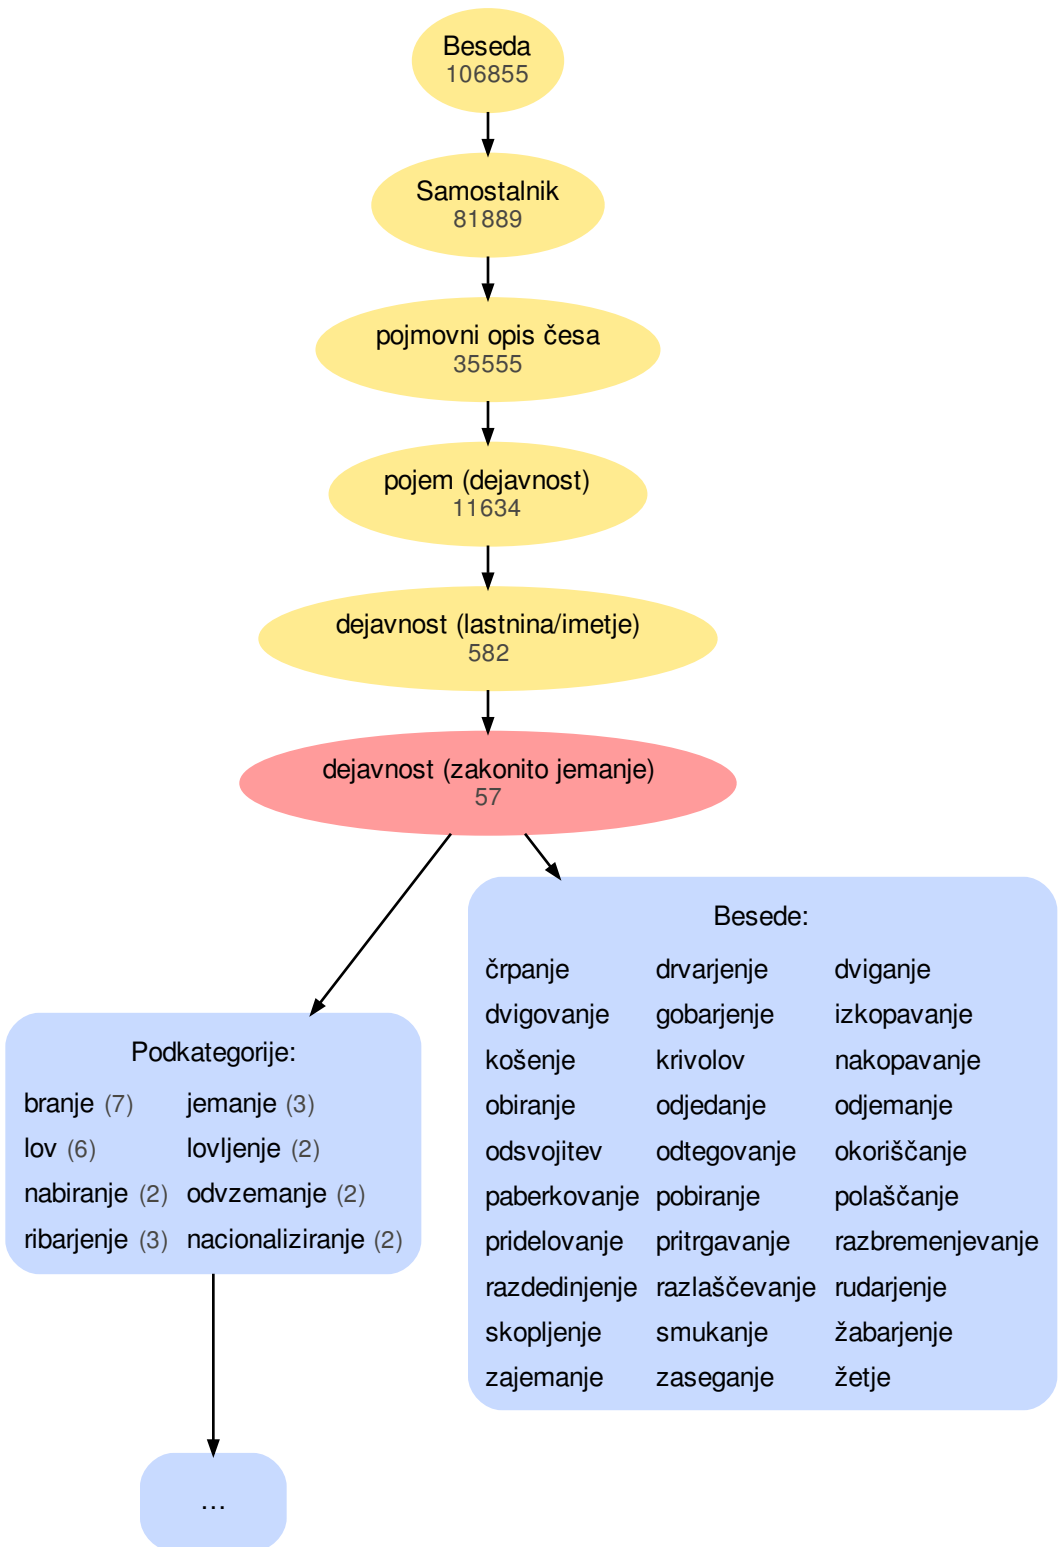 Beseda
106855
Samostalnik
81889
pojmovni opis česa
35555
pojem (dejavnost)
11634
dejavnost (lastnina/imetje)
582
dejavnost (zakonito jemanje)
57
Podkategorije:
branje (7) jemanje (3)
lov (6) lovljenje (2)
nabiranje (2) odvzemanje (2)
ribarjenje (3) nacionaliziranje (2)
...
Besede:
črpanje drvarjenje dviganje
dvigovanje gobarjenje izkopavanje
košenje krivolov nakopavanje
obiranje odjedanje odjemanje
odsvojitev odtegovanje okoriščanje
paberkovanje pobiranje polaščanje
pridelovanje pritrgavanje razbremenjevanje
razdedinjenje razlaščevanje rudarjenje
skopljenje smukanje žabarjenje
zajemanje zaseganje žetje